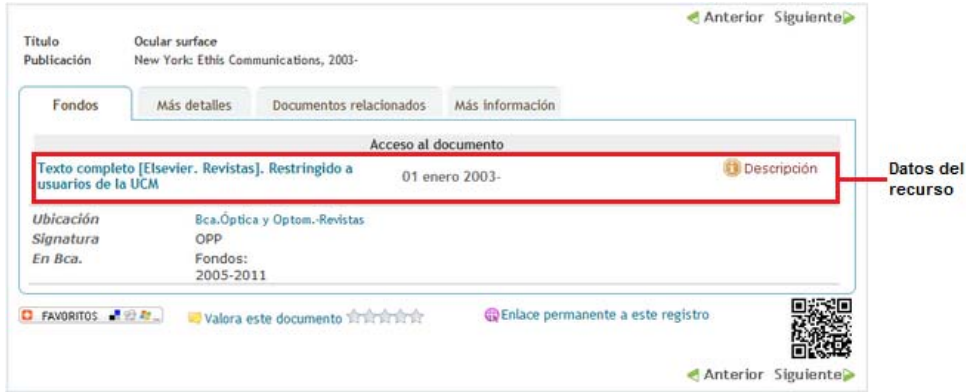 Anterior Siguiente
Título Ocular surface
Publicación New York: Ethis Communications, 2003-
Fondos Más detalles Documentos relacionados Más información
Acceso al documento
Texto completo [Elsevier. Revistas]. Restringido a usuarios de la UCM 01 enero 2003- Descripción
Datos del recurso
Ubicación Bca.Óptica y Optom.-Revistas
Signatura OPP
En Bca. Fondos:
2005-2011
FAVORITOS Valora este documento Enlace permanente a este registro
Anterior Siguiente